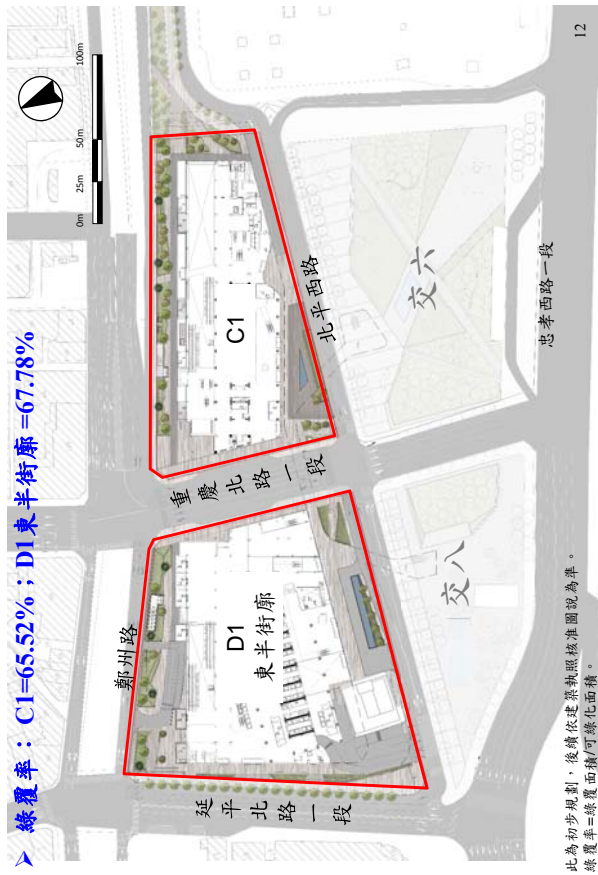 ➤ 綠覆率：C1=65.52%；D1東半街廓=67.78%
0m 25m 50m 100m
鄭州路
C1
D1
東半街廓
重慶北路一段
延平北路一段
北平西路
交六
交八
忠孝西路一段
此為初步規劃，後續依建築執照核准圖說為準。
綠覆率=綠覆面積/可綠化面積。
12